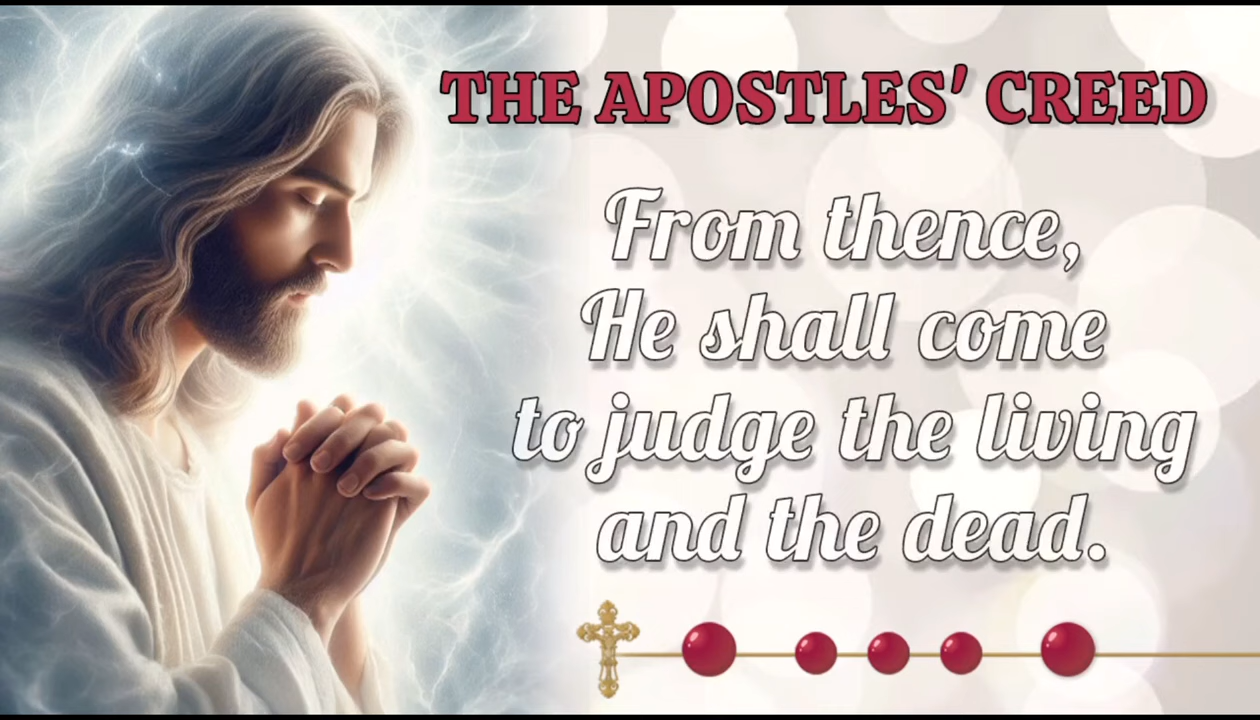 THE APOSTLES' CREED
From thence,
He shall come
to judge the living
and the dead.